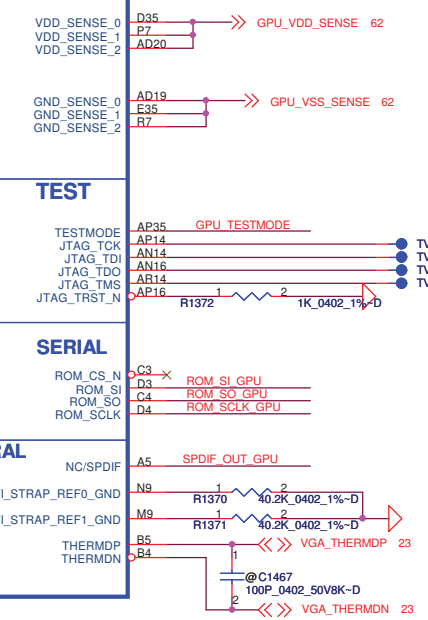 VDD_SENSE_0 D35 GPU_VDD_SENSE 62
VDD_SENSE_1 P7
VDD_SENSE_2 AD20
GND_SENSE_0 AD19 GPU_VSS_SENSE 62
GND_SENSE_1 E35
GND_SENSE_2 R7
TEST
TESTMODE AP35 GPU_TESTMODE
JTAG_TCK AP14
JTAG_TDI AN14
JTAG_TDO AN16
JTAG_TMS AR14
JTAG_TRST_N AP16 1 2
R1372 1K_0402_1%~D
SERIAL
ROM_CS_N C3
ROM_SI D3 ROM_SI_GPU
ROM_SO C4 ROM_SO_GPU
ROM_SCLK D4 ROM_SCLK_GPU
RAL
NC/SPDIF A5 SPDIF_OUT_GPU
I_STRAP_REF0_GND N9 1 2
R1370 40.2K_0402_1%~D
I_STRAP_REF1_GND M9 1 2
R1371 40.2K_0402_1%~D
THERMDP B5 VGA_THERMDP 23
THERMDN B4 1
@C1467
100P_0402_50V8K~D
2
VGA_THERMDN 23